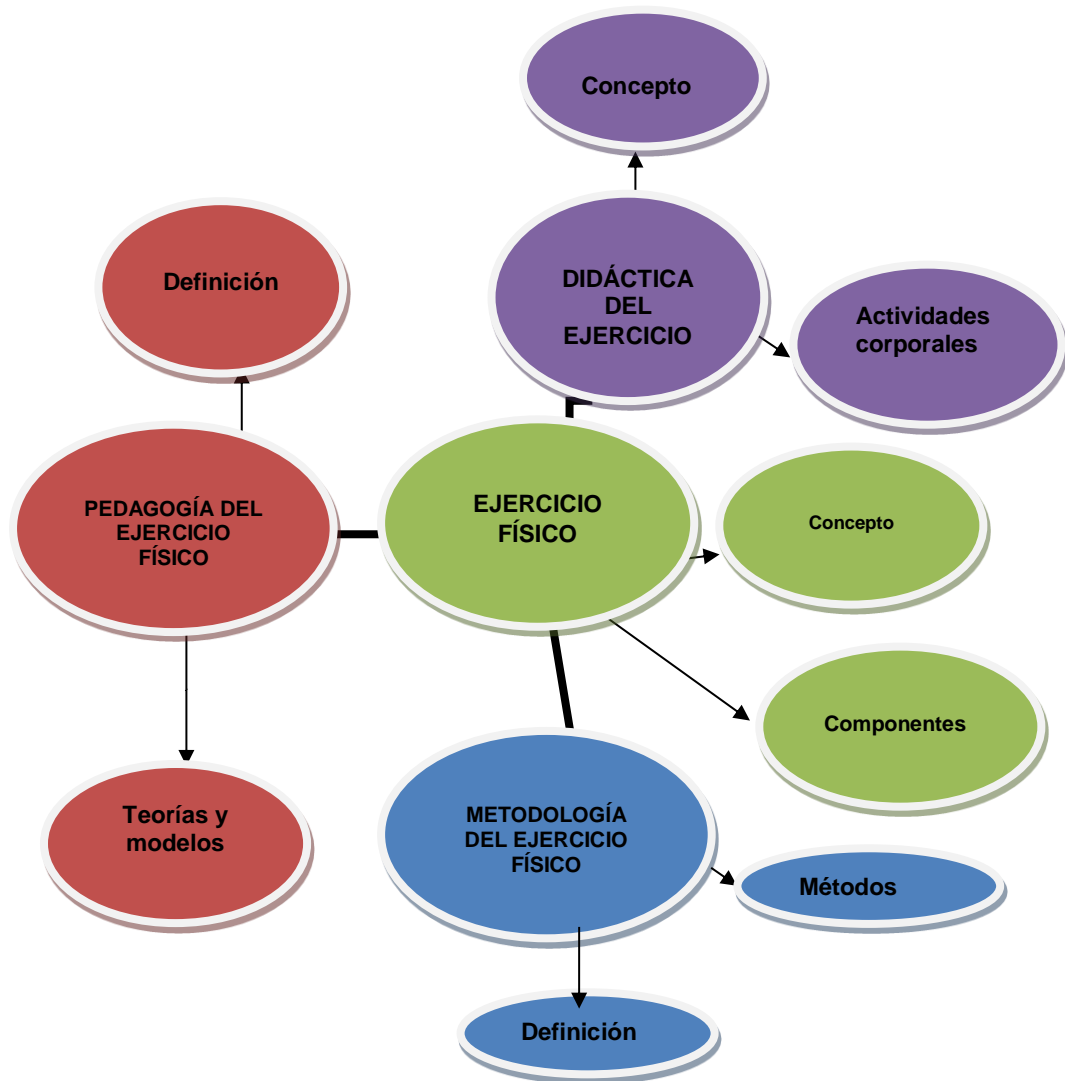 Concepto
Definición
DIDÁCTICA
DEL
EJERCICIO
Actividades
corporales
PEDAGOGÍA DEL
EJERCICIO
FÍSICO
EJERCICIO
FÍSICO
Concepto
Componentes
Teorías y
modelos
METODOLOGÍA
DEL EJERCICIO
FÍSICO
Métodos
Definición